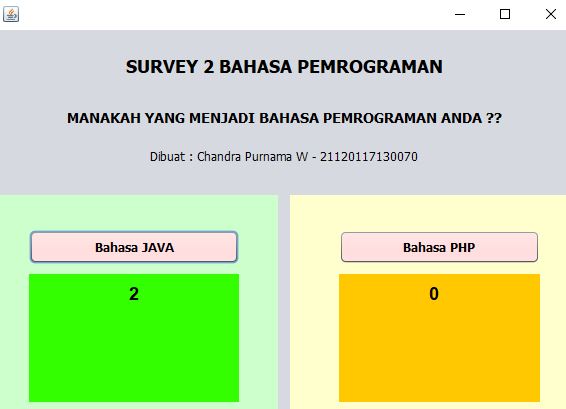 SURVEY 2 BAHASA PEMROGRAMAN
MANAKAH YANG MENJADI BAHASA PEMROGRAMAN ANDA ??
Dibuat : Chandra Purnama W - 21120117130070
Bahasa JAVA
Bahasa PHP
2
0